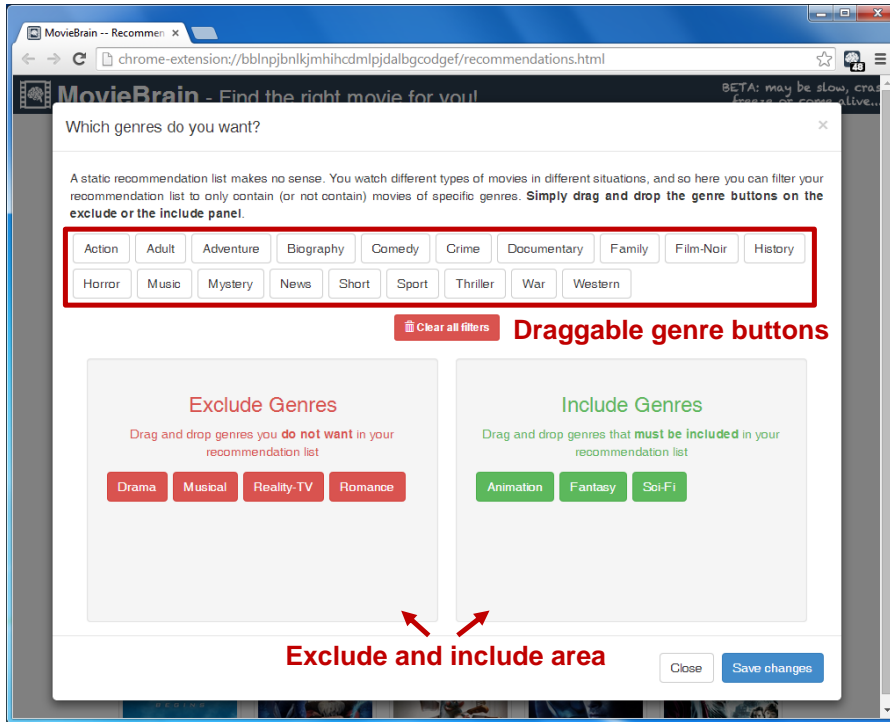 MovieBrain -- Recommen
chrome-extension://bblnpjbnlkjmhihcdmlpjdalbgcodgef/recommendations.html
48
MovieBrain - Find the right movie for you!
BETA: may be slow, cras
freeze or come alive...
Which genres do you want?
×
A static recommendation list makes no sense. You watch different types of movies in different situations, and so here you can filter your
recommendation list to only contain (or not contain) movies of specific genres. Simply drag and drop the genre buttons on the
exclude or the include panel.
Action Adult Adventure Biography Comedy Crime Documentary Family Film-Noir History
Horror Music Mystery News Short Sport Thriller War Western
Clear all filters
Draggable genre buttons
Exclude Genres
Drag and drop genres you do not want in your
recommendation list
Drama Musical Reality-TV Romance
Include Genres
Drag and drop genres that must be included in your
recommendation list
Animation Fantasy Sci-Fi
Exclude and include area
Close Save changes